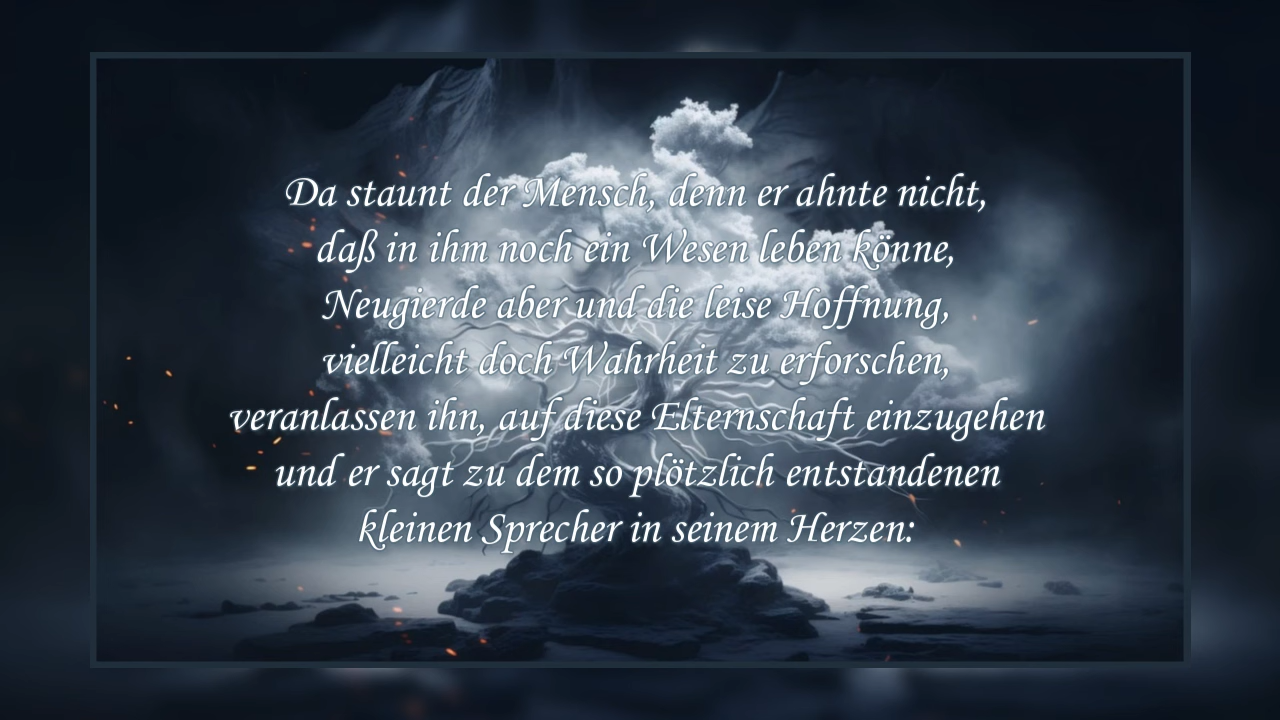 Da staunt der Mensch, denn er ahnte nicht,
daß in ihm noch ein Wesen leben könne,
Neugierde aber und die leise Hoffnung,
vielleicht doch Wahrheit zu erforschen,
veranlassen ihn, auf diese Elternschaft einzugehen
und er sagt zu dem so plötzlich entstandenen
kleinen Sprecher in seinem Herzen: